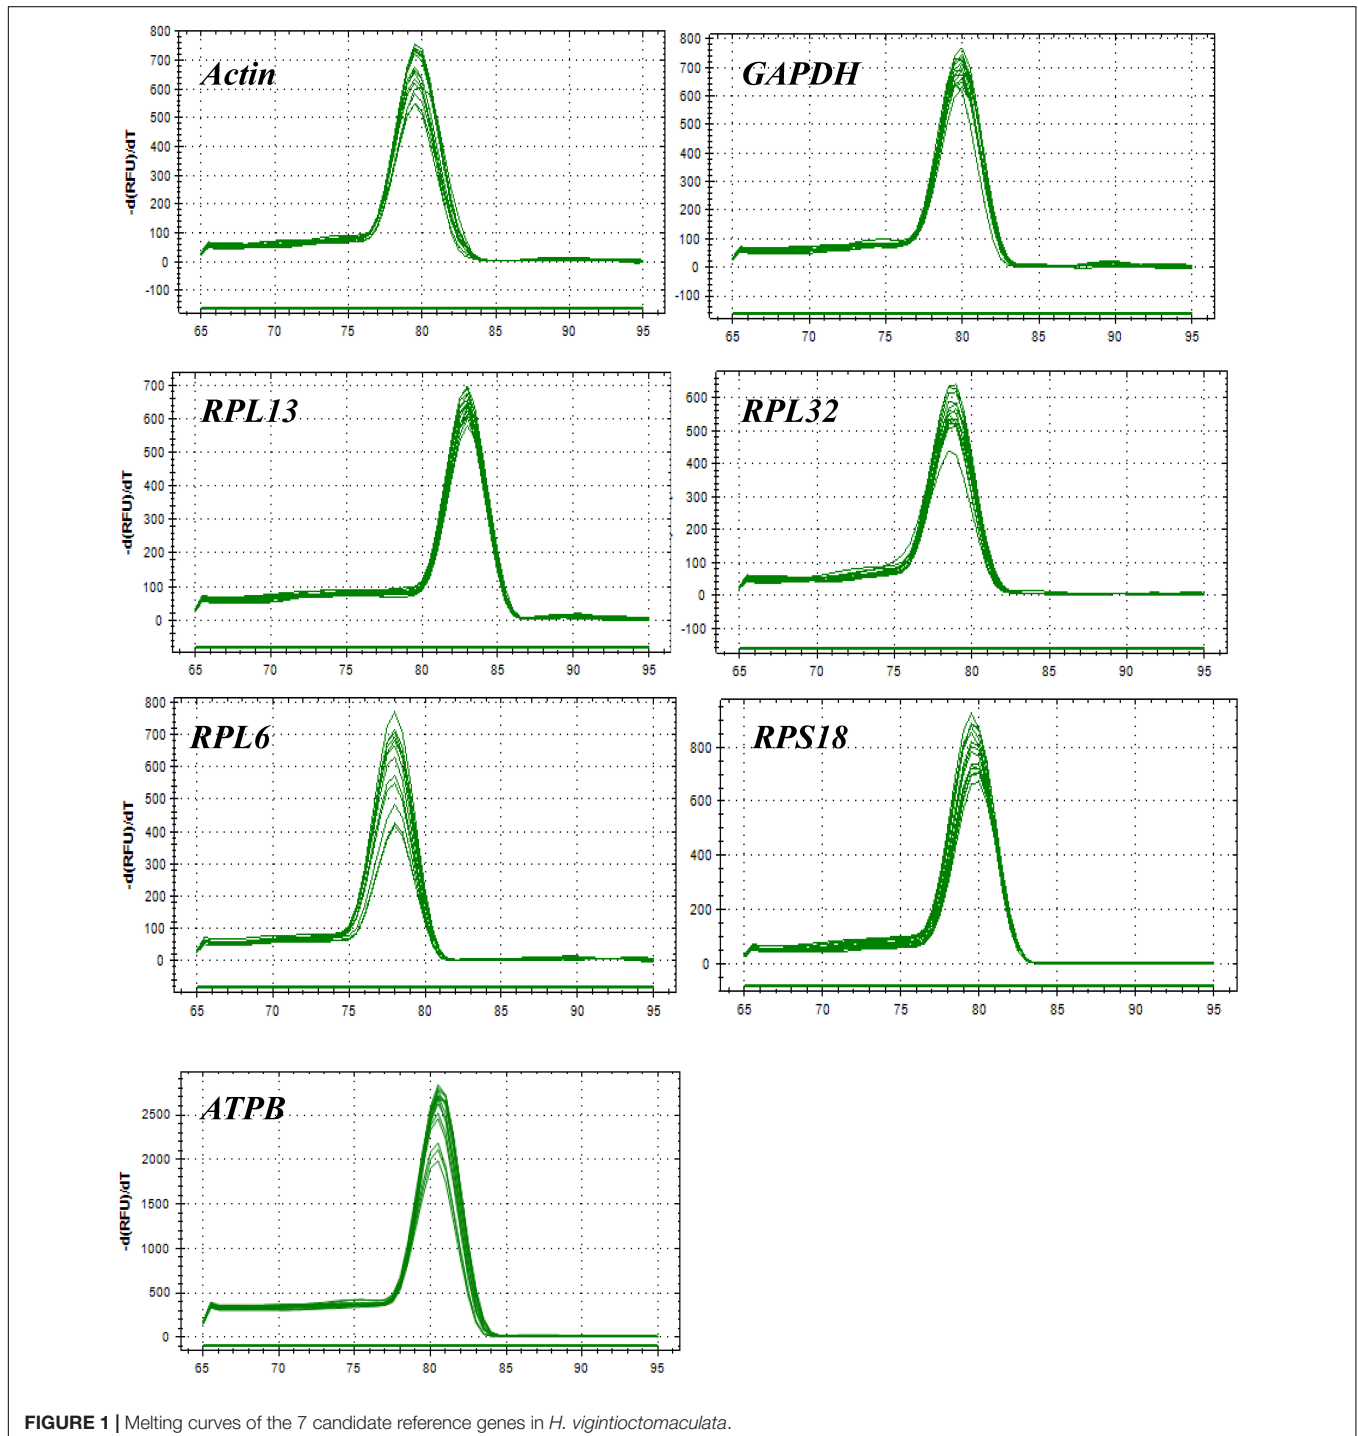 Actin
-d(RFU)/dT
800
700
600
500
400
300
200
100
0
-100
65 70 75 80 85 90 95
GAPDH
800
700
600
500
400
300
200
100
0
-100
65 70 75 80 85 90 95
RPL13
-d(RFU)/dT
700
600
500
400
300
200
100
0
65 70 75 80 85 90 95
RPL32
600
500
400
300
200
100
0
-100
65 70 75 80 85 90 95
RPL6
-d(RFU)/dT
800
700
600
500
400
300
200
100
0
65 70 75 80 85 90 95
RPS18
800
600
400
200
0
65 70 75 80 85 90 95
ATPB
-d(RFU)/dT
2500
2000
1500
1000
500
0
65 70 75 80 85 90 95
FIGURE 1 | Melting curves of the 7 candidate reference genes in H. vigintioctomaculata.